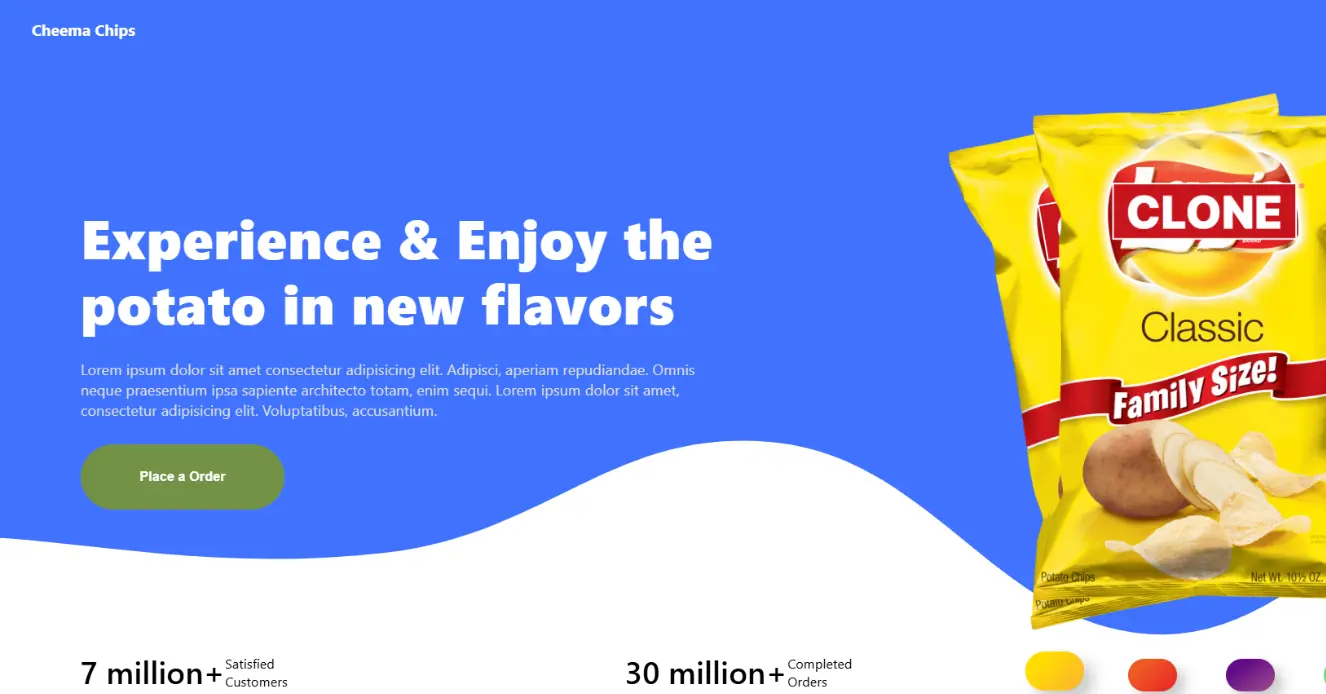 Cheema Chips
Experience & Enjoy the
potato in new flavors
Lorem ipsum dolor sit amet consectetur adipisicing elit. Adipisci, aperiam repudiandae. Omnis
neque praesentium ipsa sapiente architecto totam, enim sequi. Lorem ipsum dolor sit amet,
consectetur adipisicing elit. Voluptatibus, accusantium.
Place a Order
CLONE
Classic
Family Size!
Potato Chips
Net Wt. 10½ OZ.
Potato Chips
7 million+
Satisfied
Customers
30 million+
Completed
Orders